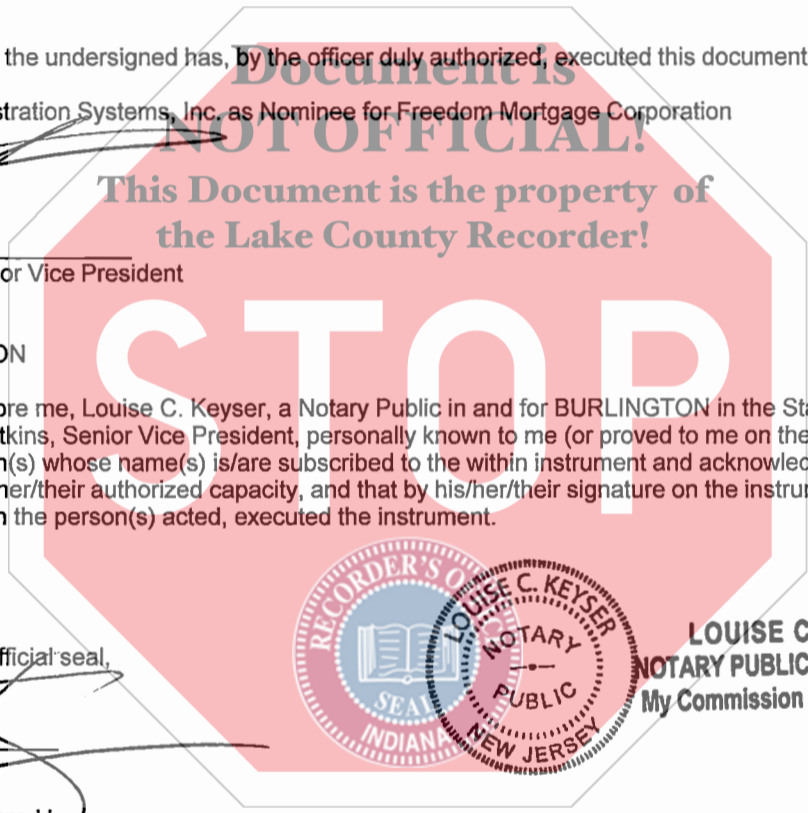 the undersigned has, by the officer duly authorized, executed this document
Document is
stration Systems, Inc. as Nominee for Freedom Mortgage Corporation
NOT OFFICIAL!
This Document is the property of
the Lake County Recorder!
or Vice President
STOP
ON
ore me, Louise C. Keyser, a Notary Public in and for BURLINGTON in the Sta
tkins, Senior Vice President, personally known to me (or proved to me on the
n(s) whose name(s) is/are subscribed to the within instrument and acknowled
her/their authorized capacity, and that by his/her/their signature on the instru
n the person(s) acted, executed the instrument.
RECORDER'S O
SEAL
INDIANA
LOUISE C. KEYSER
NOTARY
PUBLIC
NEW JERSEY
LOUISE C
NOTARY PUBLIC
My Commission
fficial seal,